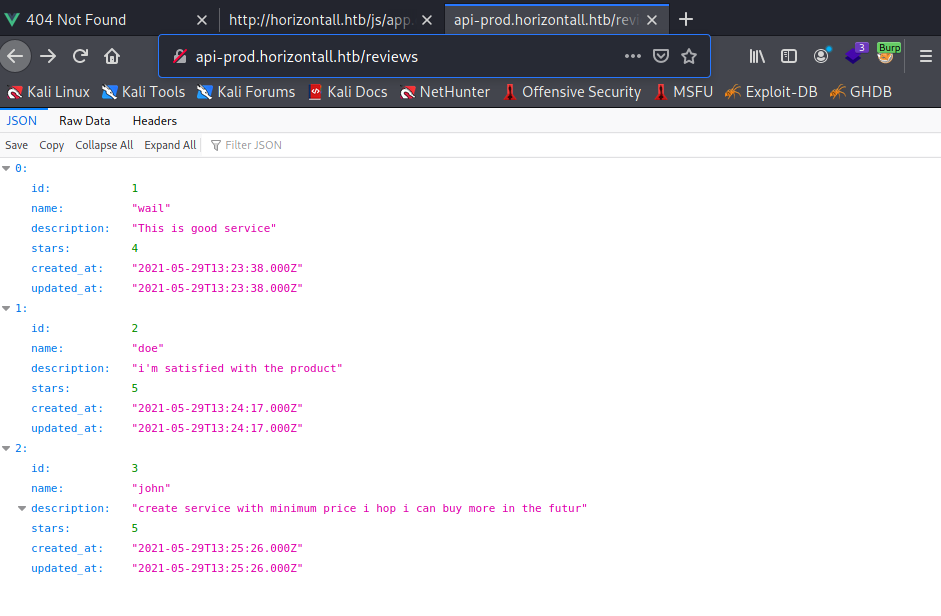 404 Not Found
http://horizontall.htb/js/app.
api-prod.horizontall.htb/revi
api-prod.horizontall.htb/reviews
3
Burp
Kali Linux Kali Tools Kali Forums Kali Docs NetHunter Offensive Security MSFU Exploit-DB GHDB
JSON Raw Data Headers
Save Copy Collapse All Expand All Filter JSON
0:
id: 1
name: "wail"
description: "This is good service"
stars: 4
created_at: "2021-05-29T13:23:38.000Z"
updated_at: "2021-05-29T13:23:38.000Z"
1:
id: 2
name: "doe"
description: "i'm satisfied with the product"
stars: 5
created_at: "2021-05-29T13:24:17.000Z"
updated_at: "2021-05-29T13:24:17.000Z"
2:
id: 3
name: "john"
description: "create service with minimum price i hop i can buy more in the futur"
stars: 5
created_at: "2021-05-29T13:25:26.000Z"
updated_at: "2021-05-29T13:25:26.000Z"